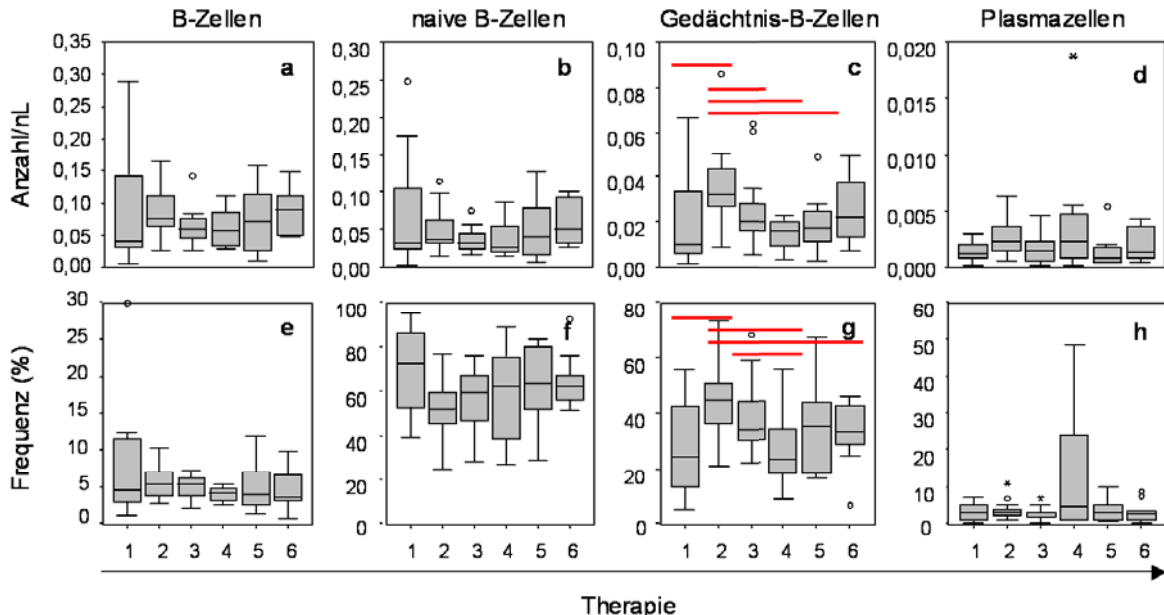 B-Zellen naive B-Zellen Gedächtnis-B-Zellen Plasmazellen
Anzahl/nL
0,35 0,35 0,10 0,020
0,30 0,30
0,25 0,25 0,08 0,015
0,20 0,20 0,06
0,15 0,15 0,04 0,010
0,10 0,10 0,005
0,05 0,05 0,02
0,00 0,00 0,00 0,000
a b c d
Frequenz (%)
30 100 80 60
25 80 50
20 60 60 40
15 40 30
10 40 20
5 20 20 10
0 0 0 0
e f g h
1 2 3 4 5 6 1 2 3 4 5 6 1 2 3 4 5 6 1 2 3 4 5 6
Therapie